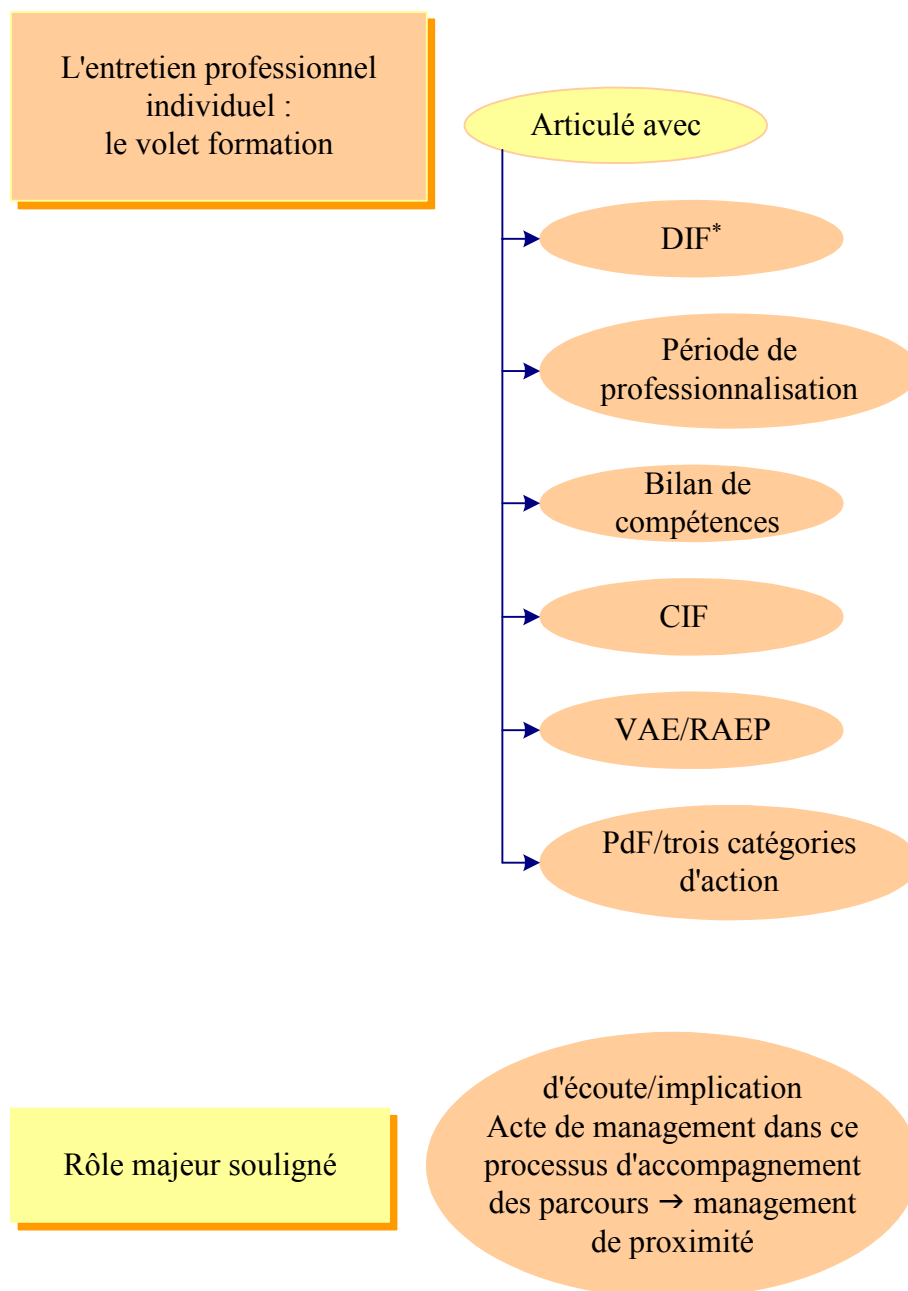 L'entretien professionnel
individuel :
le volet formation
Articulé avec
DIF*
Période de
professionnalisation
Bilan de
compétences
CIF
VAE/RAEP
PdF/trois catégories
d'action
Rôle majeur souligné
d'écoute/implication
Acte de management dans ce
processus d'accompagnement
des parcours → management
de proximité